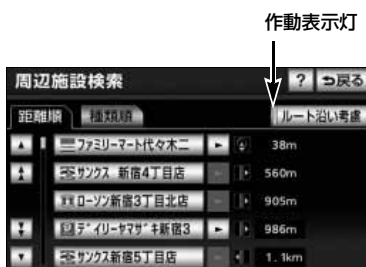 作動表示灯
周辺施設検索 ? 戻る
距離順 種類順 ルート沿い考慮
ファミリーマート代々木二 38m
サンクス 新宿4丁目店 560m
ローソン新宿3丁目北店 905m
デイリーヤマザキ新宿3 986m
サンクス新宿5丁目店 1.1km